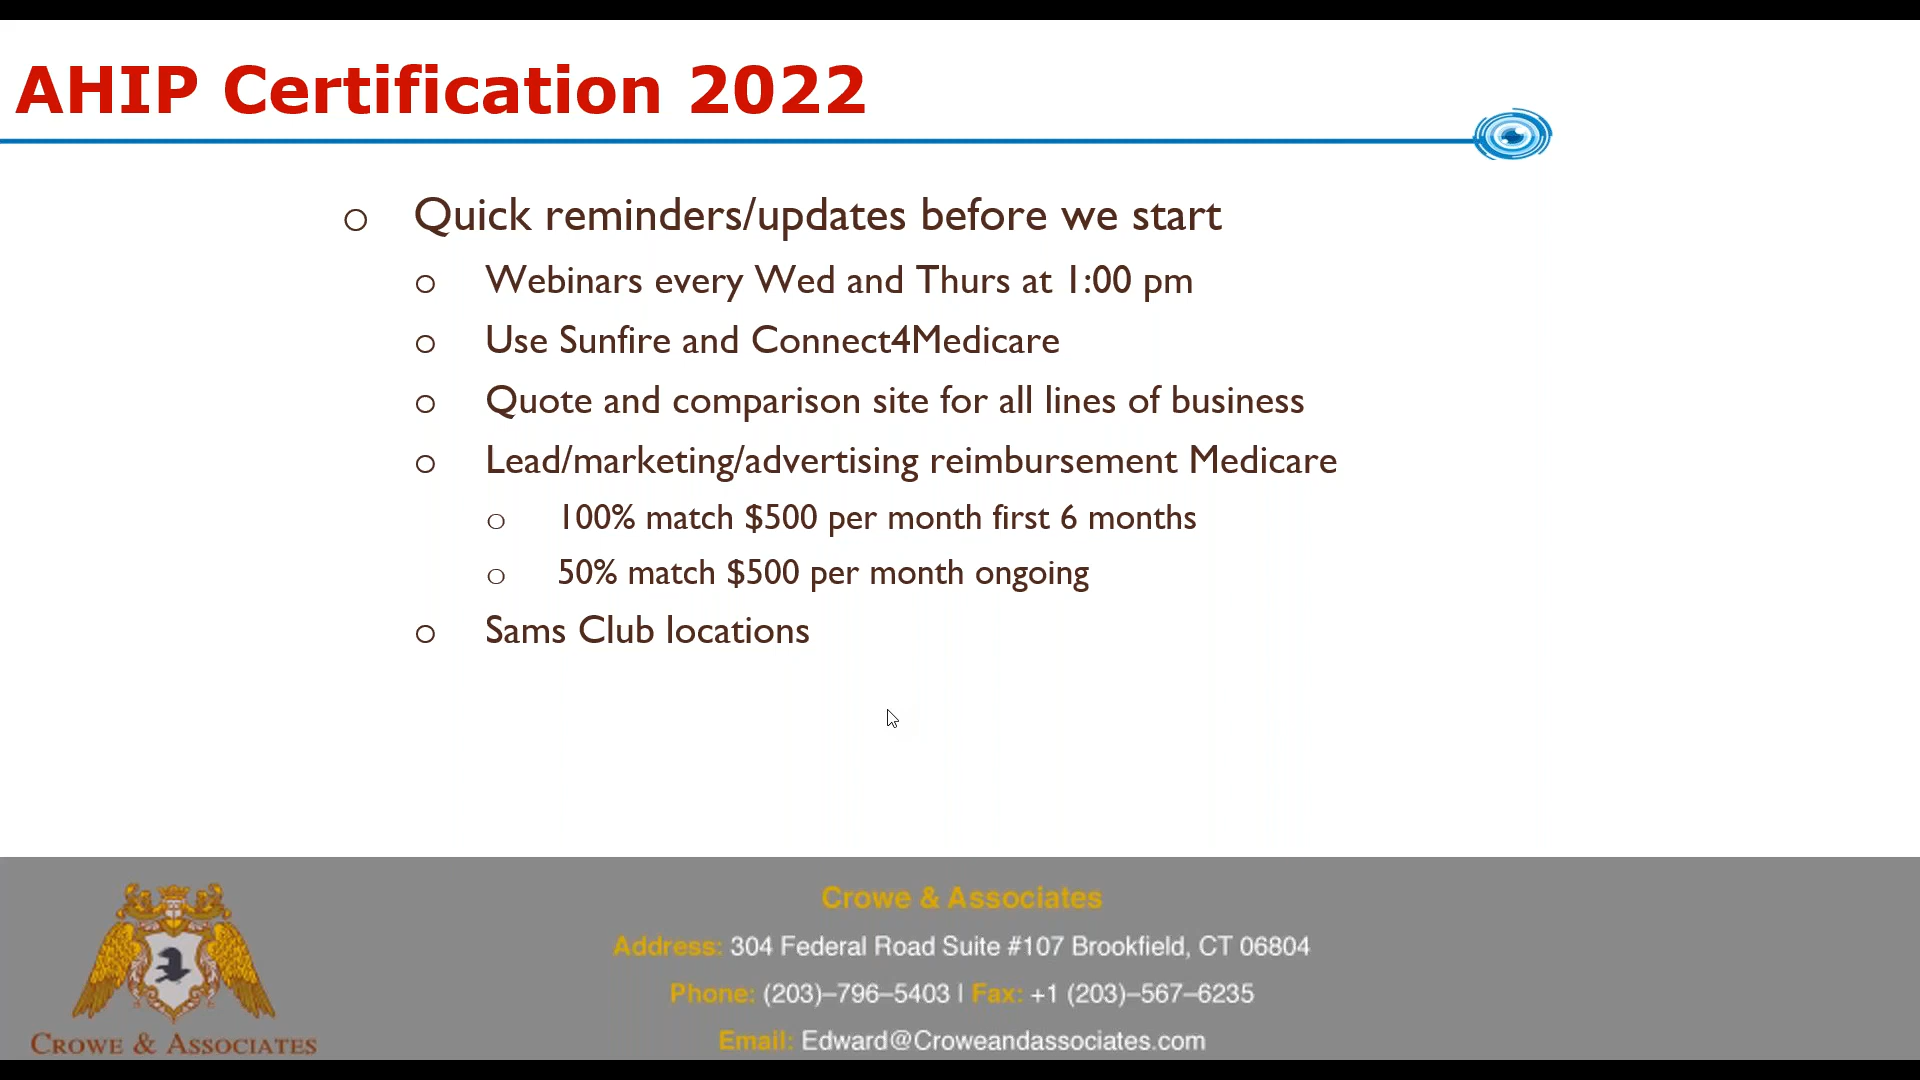 AHIP Certification 2022
Quick reminders/updates before we start
Webinars every Wed and Thurs at 1:00 pm
Use Sunfire and Connect4Medicare
Quote and comparison site for all lines of business
Lead/marketing/advertising reimbursement Medicare
100% match $500 per month first 6 months
50% match $500 per month ongoing
Sams Club locations
Crowe & Associates
Address: 304 Federal Road Suite #107 Brookfield, CT 06804
Phone: (203)–796–5403 | Fax: +1 (203)–567–6235
Email: Edward@Croweandassociates.com
CROWE & ASSOCIATES